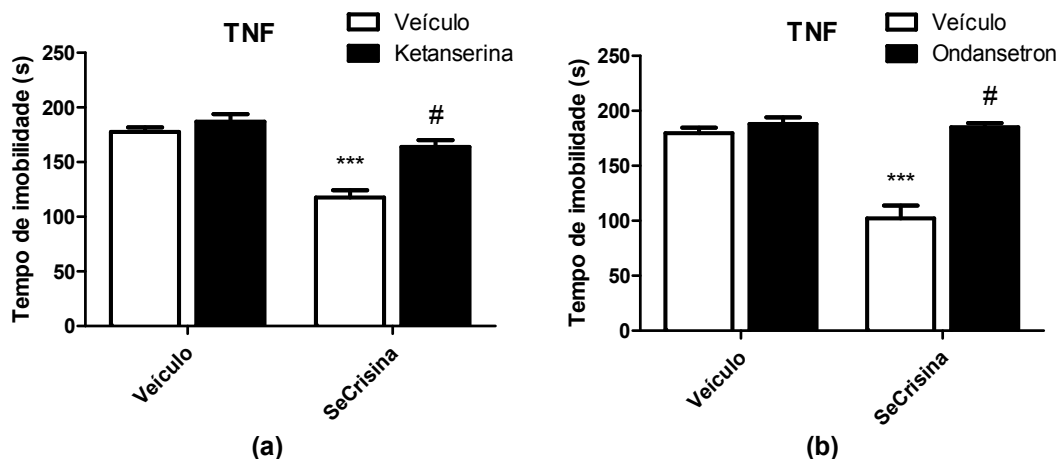 TNF
Veículo
Ketanserina
Tempo de imobilidade (s)
250
200
150
100
50
0
***
#
Veículo
SeCrisina
(a)
TNF
Veículo
Ondansetron
Tempo de imobilidade (s)
250
200
150
100
50
0
***
#
Veículo
SeCrisina
(b)